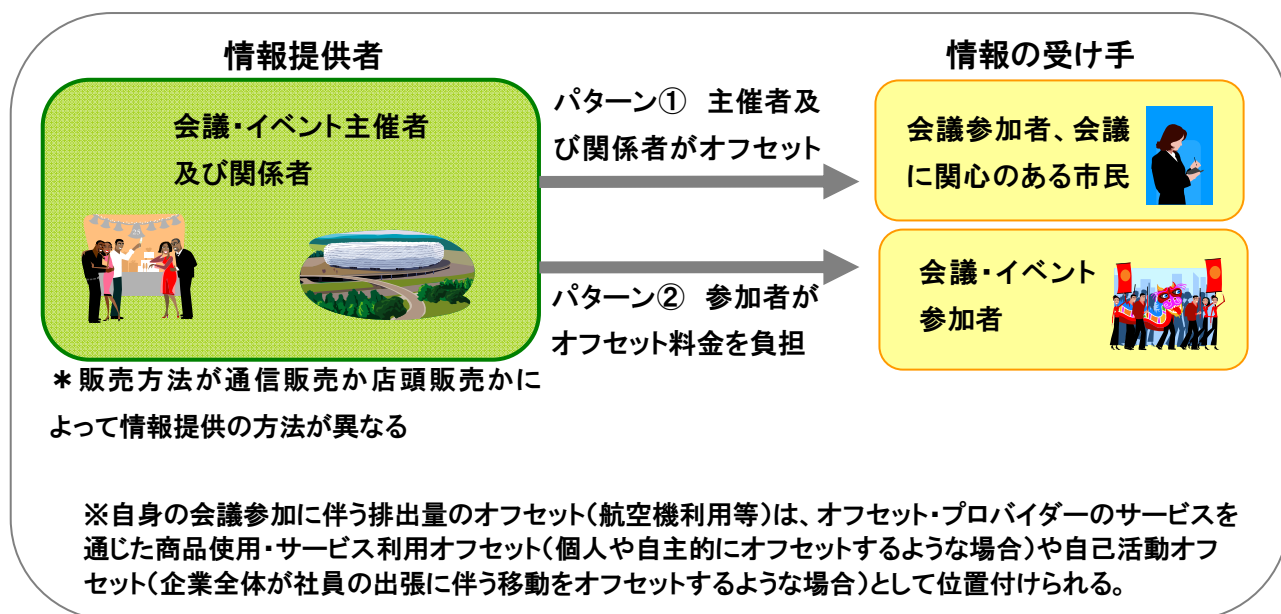 情報提供者
情報の受け手
会議・イベント主催者
及び関係者
パターン① 主催者及
び関係者がオフセット
会議参加者、会議
に関心のある市民
パターン② 参加者が
オフセット料金を負担
会議・イベント
参加者
＊販売方法が通信販売か店頭販売かに
よって情報提供の方法が異なる
※自身の会議参加に伴う排出量のオフセット（航空機利用等）は、オフセット・プロバイダーのサービスを
通じた商品使用・サービス利用オフセット（個人や自主的にオフセットするような場合）や自己活動オフ
セット（企業全体が社員の出張に伴う移動をオフセットするような場合）として位置付けられる。